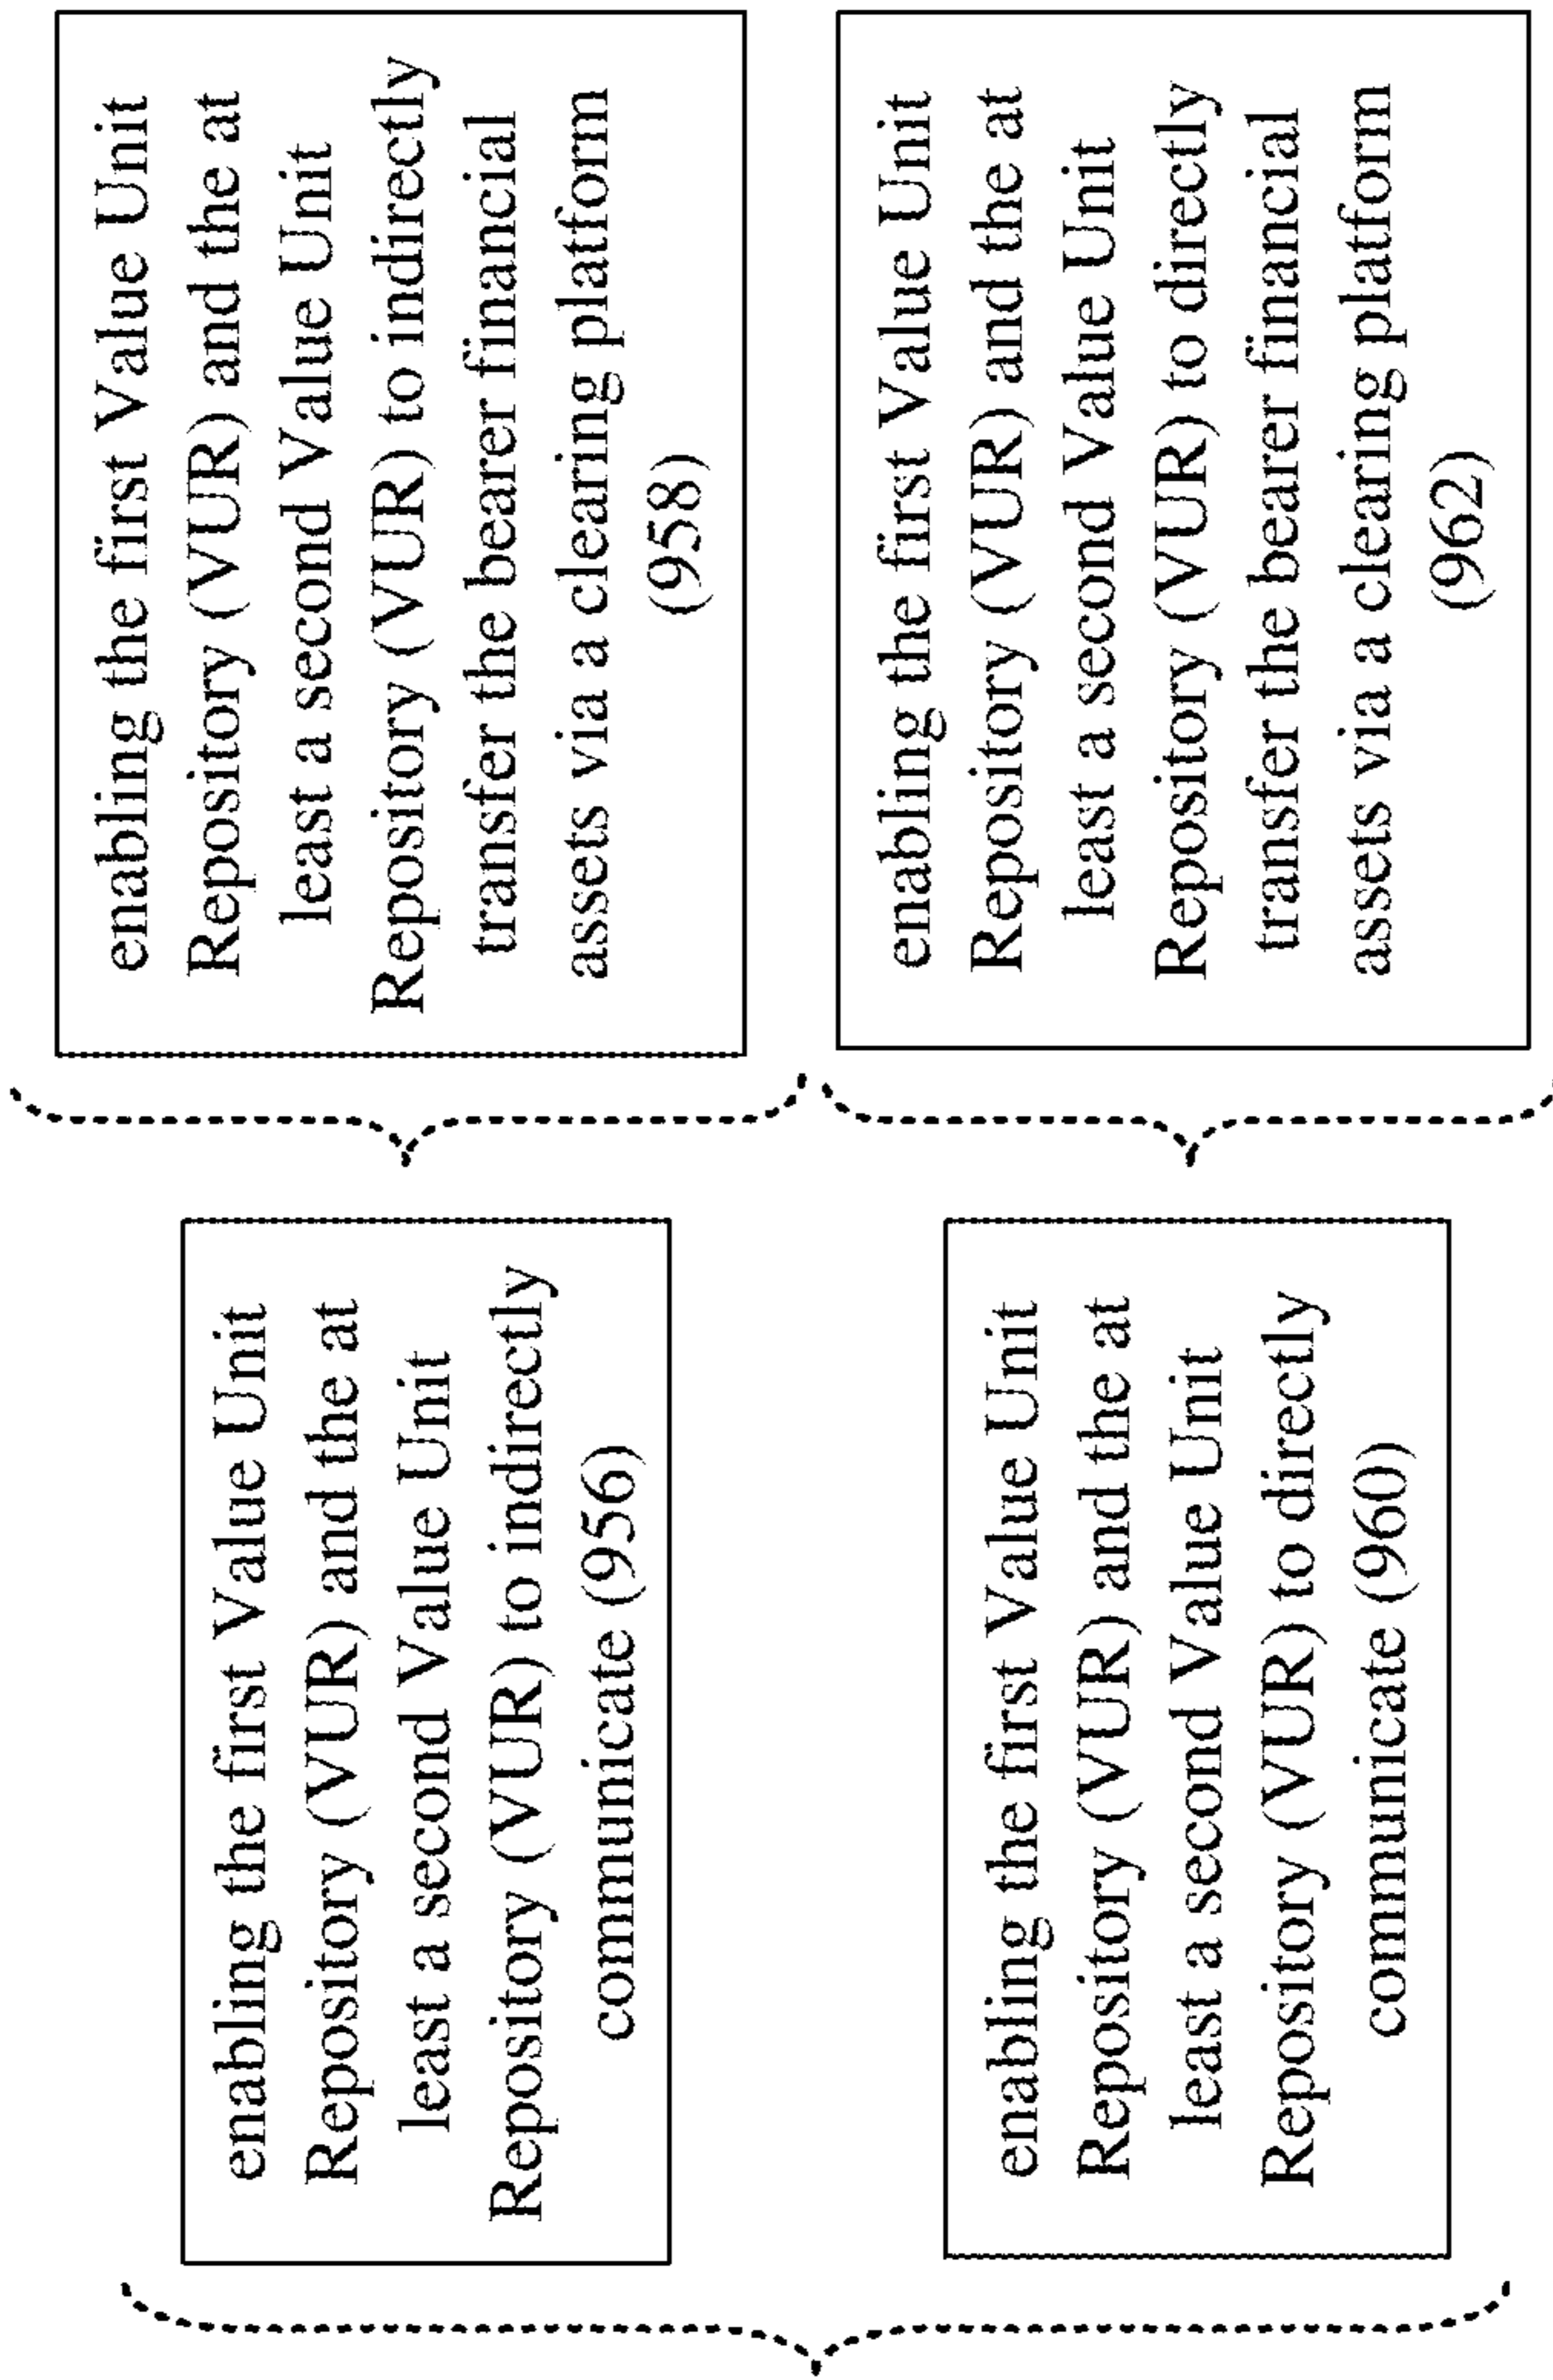 enabling the first Value Unit
Repository (VUR) and the at
least a second Value Unit
Repository (VUR) to indirectly
communicate (956)
enabling the first Value Unit
Repository (VUR) and the at
least a second Value Unit
Repository (VUR) to indirectly
transfer the bearer financial
assets via a clearing platform
(958)
enabling the first Value Unit
Repository (VUR) and the at
least a second Value Unit
Repository (VUR) to directly
communicate (960)
enabling the first Value Unit
Repository (VUR) and the at
least a second Value Unit
Repository (VUR) to directly
transfer the bearer financial
assets via a clearing platform
(962)